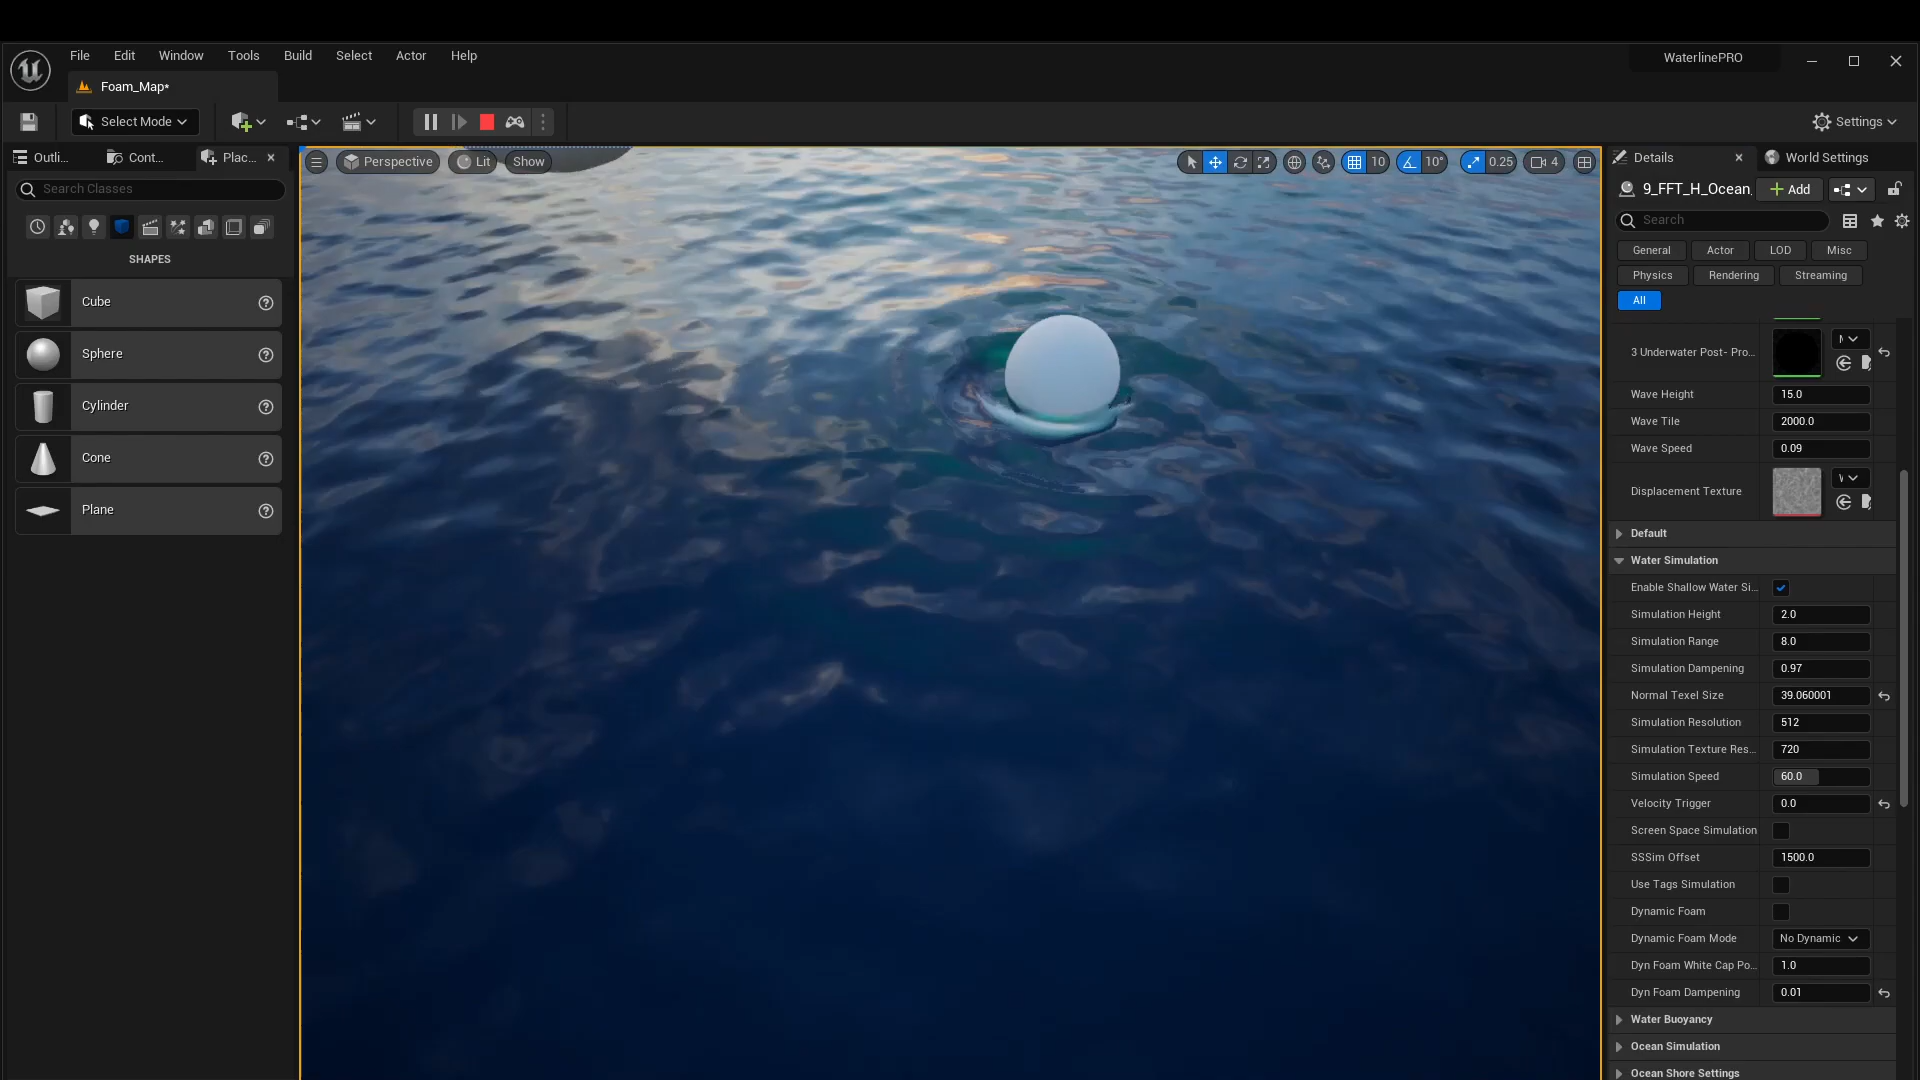 File Edit Window Tools Build Select Actor Help
WaterlinePRO
Foam_Map*
Select Mode
Settings
Outli... Cont... Plac...
Search Classes
SHAPES
Cube
Sphere
Cylinder
Cone
Plane
Perspective Lit Show
10 10° 0.25 4
Details World Settings
9_FFT_H_Ocean. Add
Search
General Actor LOD Misc
Physics Rendering Streaming
All
3 Underwater Post- Pro...
Wave Height 15.0
Wave Tile 2000.0
Wave Speed 0.09
Displacement Texture
Default
Water Simulation
Enable Shallow Water Si...
Simulation Height 2.0
Simulation Range 8.0
Simulation Dampening 0.97
Normal Texel Size 39.060001
Simulation Resolution 512
Simulation Texture Res... 720
Simulation Speed 60.0
Velocity Trigger 0.0
Screen Space Simulation
SSSim Offset 1500.0
Use Tags Simulation
Dynamic Foam
Dynamic Foam Mode No Dynamic
Dyn Foam White Cap Po... 1.0
Dyn Foam Dampening 0.01
Water Buoyancy
Ocean Simulation
Ocean Shore Settings